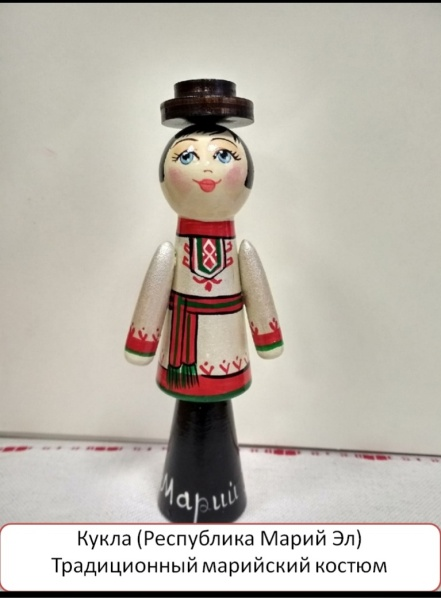 Марий
Кукла (Республика Марий Эл)
Традиционный марийский костюм